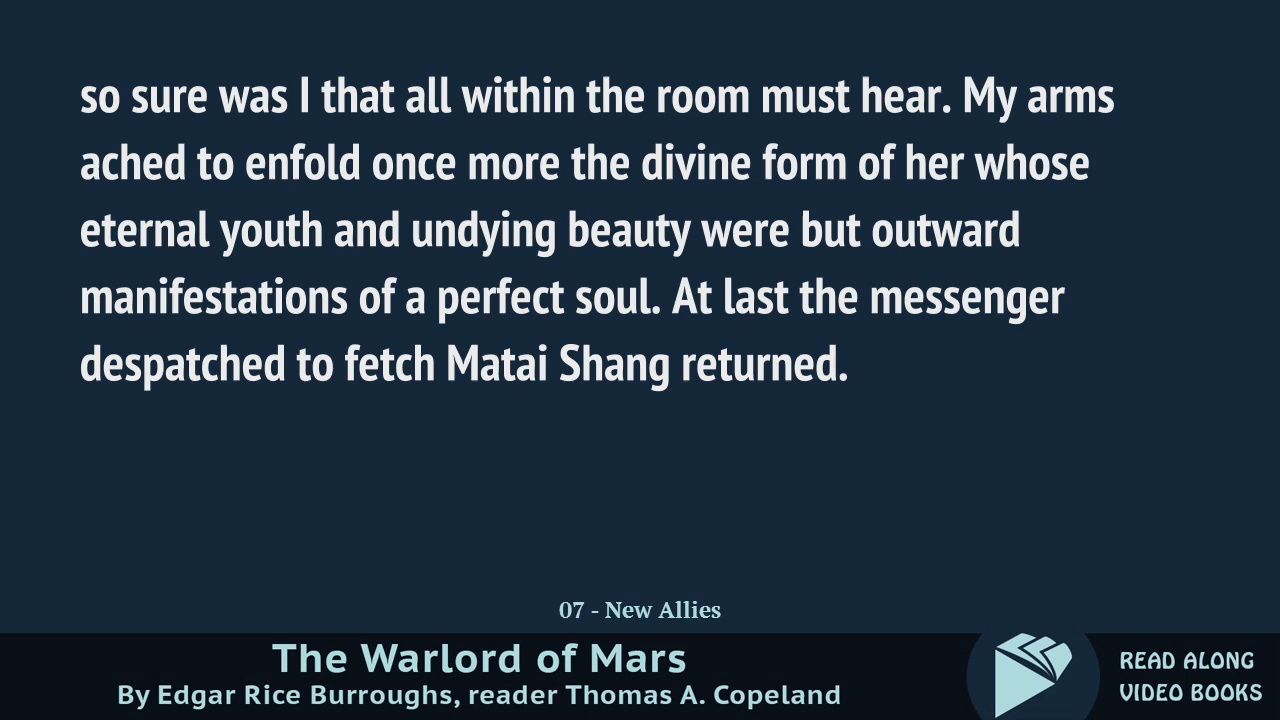 so sure was I that all within the room must hear. My arms
ached to enfold once more the divine form of her whose
eternal youth and undying beauty were but outward
manifestations of a perfect soul. At last the messenger
despatched to fetch Matai Shang returned.
07 - New Allies
The Warlord of Mars
By Edgar Rice Burroughs, reader Thomas A. Copeland
READ ALONG
VIDEO BOOKS